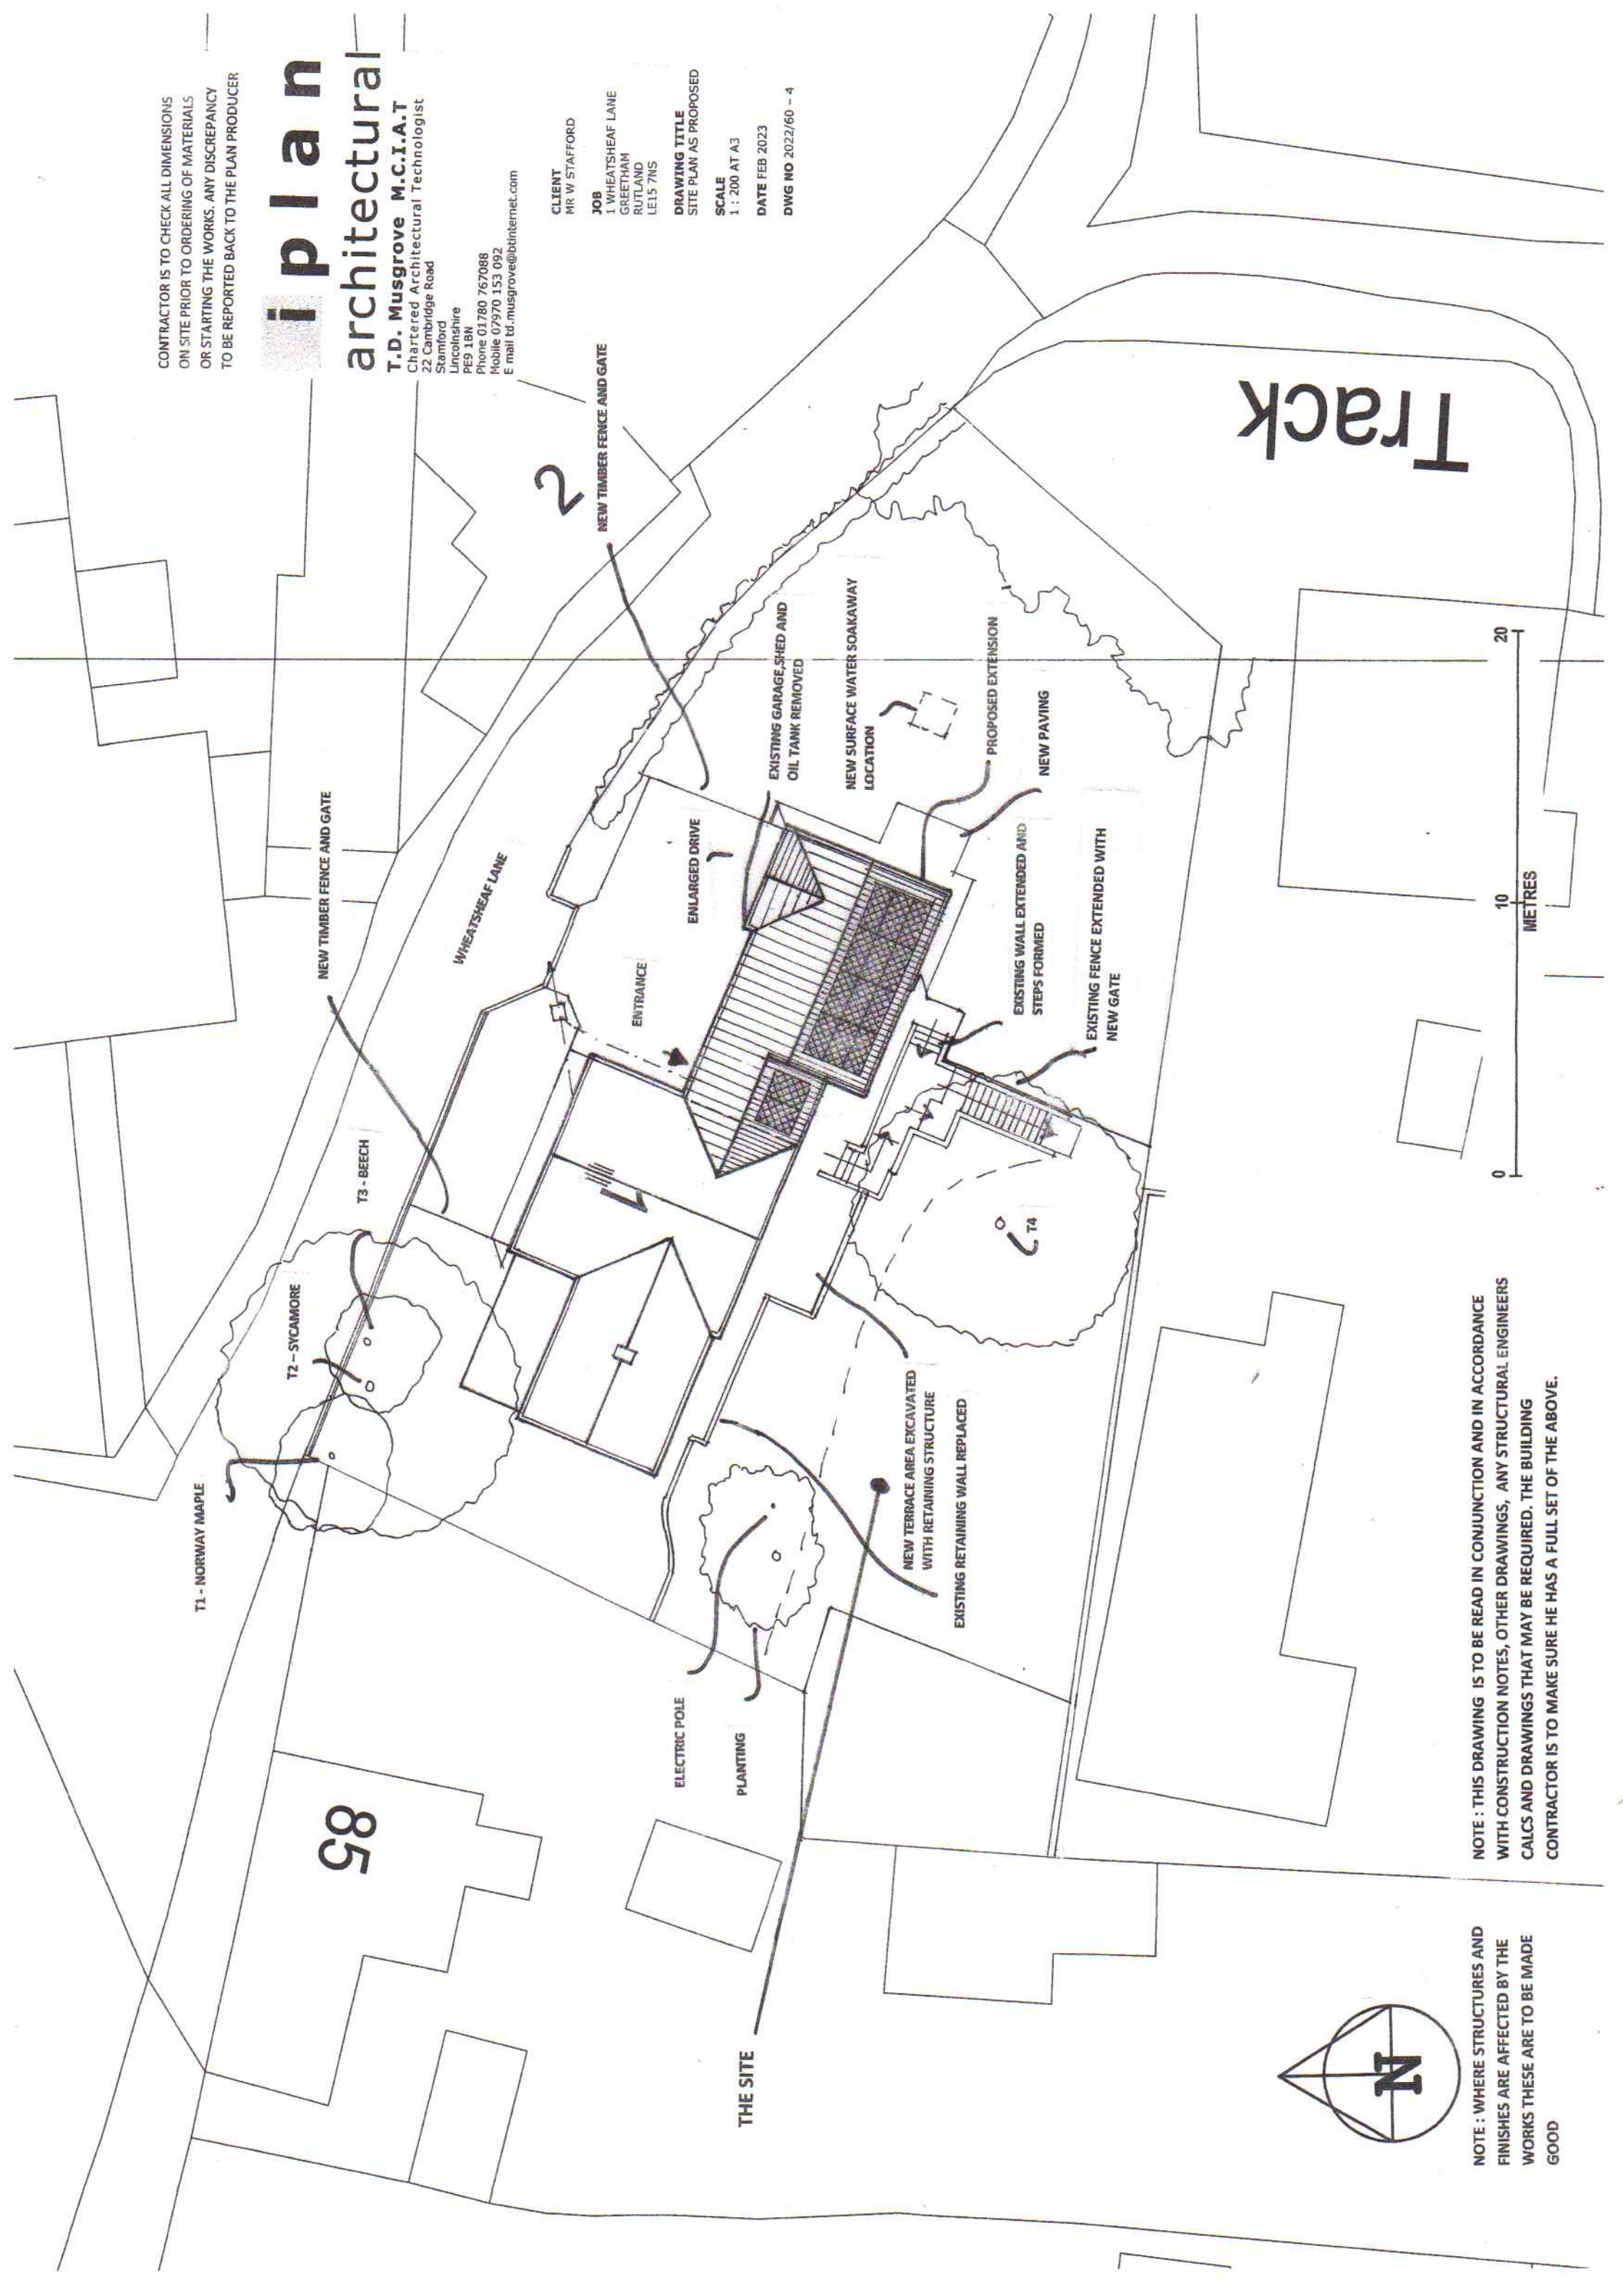 CONTRACTOR IS TO CHECK ALL DIMENSIONS
ON SITE PRIOR TO ORDERING OF MATERIALS
OR STARTING THE WORKS. ANY DISCREPANCY
TO BE REPORTED BACK TO THE PLAN PRODUCER
i plan
architectural
T.D. Musgrove M.C.I.A.T
Chartered Architectural Technologist
22 Cambridge Road
Stamford
Lincolnshire
PE9 1BN
Phone 01780 767088
Mobile 07970 153 092
E mail td.musgrove@btinternet.com
CLIENT
MR W STAFFORD
JOB
1 WHEATSHEAF LANE
GREETHAM
RUTLAND
LE15 7NS
DRAWING TITLE
SITE PLAN AS PROPOSED
SCALE
1 : 200 AT A3
DATE FEB 2023
DWG NO 2022/60 – 4
T1 - NORWAY MAPLE
T2 – SYCAMORE
T3 - BEECH
NEW TIMBER FENCE AND GATE
WHEATSHEAF LANE
2
NEW TIMBER FENCE AND GATE
ENTRANCE
ENLARGED DRIVE
EXISTING GARAGE,SHED AND
OIL TANK REMOVED
NEW SURFACE WATER SOAKAWAY
LOCATION
PROPOSED EXTENSION
NEW PAVING
EXISTING WALL EXTENDED AND
STEPS FORMED
EXISTING FENCE EXTENDED WITH
NEW GATE
1
T4
85
ELECTRIC POLE
PLANTING
THE SITE
NEW TERRACE AREA EXCAVATED
WITH RETAINING STRUCTURE
EXISTING RETAINING WALL REPLACED
Track
0
10
20
METRES
N
NOTE : WHERE STRUCTURES AND
FINISHES ARE AFFECTED BY THE
WORKS THESE ARE TO BE MADE
GOOD
NOTE : THIS DRAWING IS TO BE READ IN CONJUNCTION AND IN ACCORDANCE
WITH CONSTRUCTION NOTES, OTHER DRAWINGS, ANY STRUCTURAL ENGINEERS
CALCS AND DRAWINGS THAT MAY BE REQUIRED. THE BUILDING
CONTRACTOR IS TO MAKE SURE HE HAS A FULL SET OF THE ABOVE.